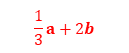 1/3 a + 2b